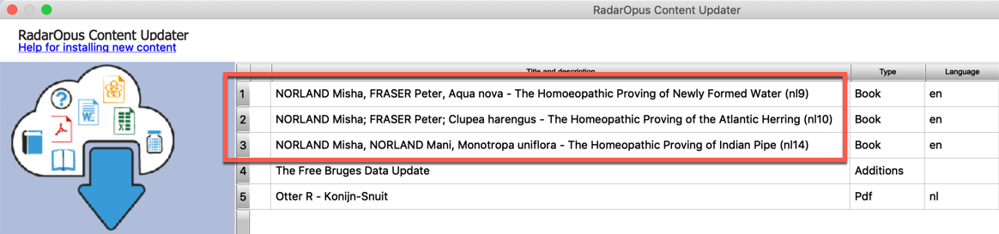 RadarOpus Content Updater
RadarOpus Content Updater
Help for installing new content
Title and description Type Language
1 NORLAND Misha, FRASER Peter, Aqua nova - The Homoeopathic Proving of Newly Formed Water (nl9) Book en
2 NORLAND Misha; FRASER Peter; Clupea harengus - The Homeopathic Proving of the Atlantic Herring (nl10) Book en
3 NORLAND Misha, NORLAND Mani, Monotropa uniflora - The Homeopathic Proving of Indian Pipe (nl14) Book en
4 The Free Bruges Data Update Additions
5 Otter R - Konijn-Snuit Pdf nl